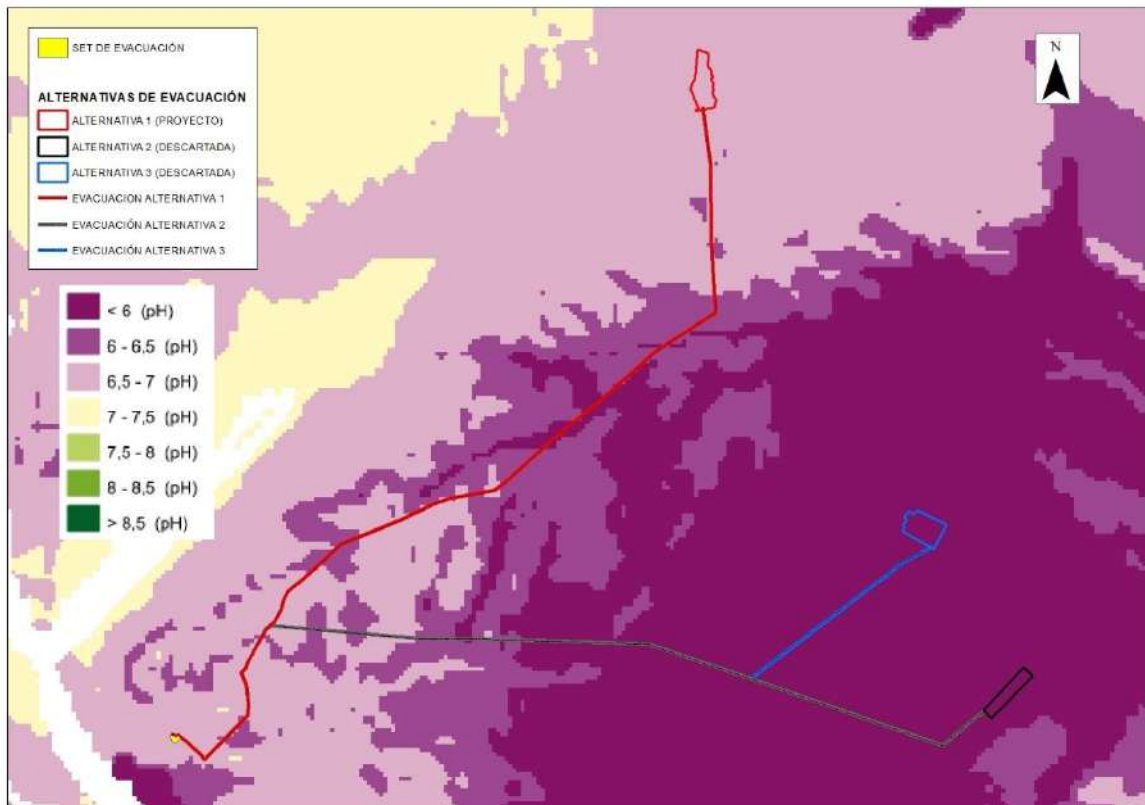 SET DE EVACUACIÓN
ALTERNATIVAS DE EVACUACIÓN
ALTERNATIVA 1 (PROYECTO)
ALTERNATIVA 2 (DESCARTADA)
ALTERNATIVA 3 (DESCARTADA)
EVACUACION ALTERNATIVA 1
EVACUACIÓN ALTERNATIVA 2
EVACUACIÓN ALTERNATIVA 3
N
< 6 (pH)
6 - 6,5 (pH)
6,5 - 7 (pH)
7 - 7,5 (pH)
7,5 - 8 (pH)
8 - 8,5 (pH)
> 8,5 (pH)